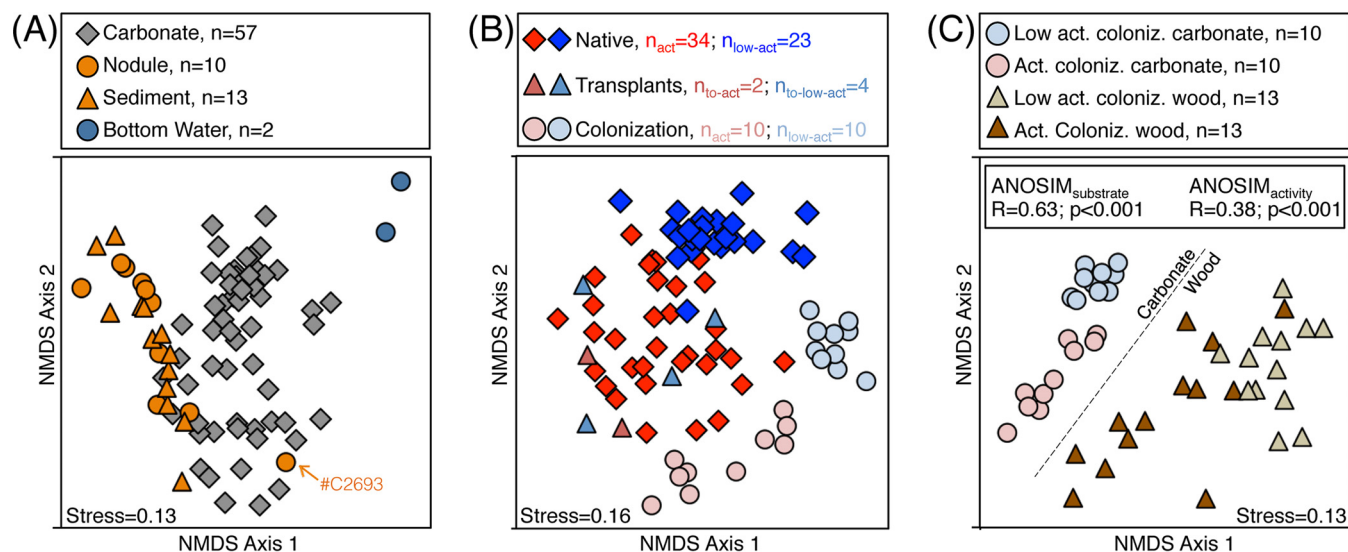 (A)
Carbonate, n=57
Nodule, n=10
Sediment, n=13
Bottom Water, n=2
NMDS Axis 2
#C2693
Stress=0.13
NMDS Axis 1
(B)
Native, nact=34; nlow-act=23
Transplants, nto-act=2; nto-low-act=4
Colonization, nact=10; nlow-act=10
NMDS Axis 2
Stress=0.16
NMDS Axis 1
(C)
Low act. coloniz. carbonate, n=10
Act. coloniz. carbonate, n=10
Low act. coloniz. wood, n=13
Act. Coloniz. wood, n=13
ANOSIMsubstrate
R=0.63; p<0.001
ANOSIMactivity
R=0.38; p<0.001
Carbonate
Wood
NMDS Axis 2
Stress=0.13
NMDS Axis 1